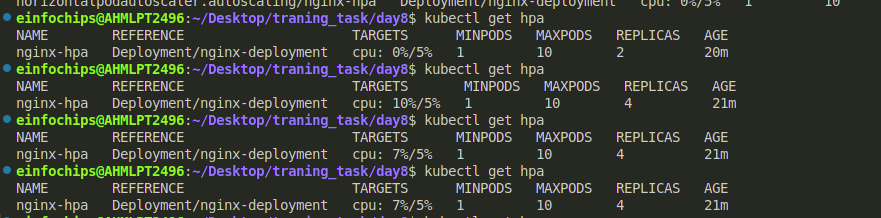 horizontalpodautoscaler.autoscaling/nginx-hpa   Deployment/nginx-deployment   cpu: 0%/5%   1         10
einfochips@AHMLPT2496:~/Desktop/traning_task/day8$ kubectl get hpa
NAME        REFERENCE                     TARGETS      MINPODS   MAXPODS   REPLICAS   AGE
nginx-hpa   Deployment/nginx-deployment   cpu: 0%/5%   1         10        2          20m
einfochips@AHMLPT2496:~/Desktop/traning_task/day8$ kubectl get hpa
NAME        REFERENCE                     TARGETS       MINPODS   MAXPODS   REPLICAS   AGE
nginx-hpa   Deployment/nginx-deployment   cpu: 10%/5%   1         10        4          21m
einfochips@AHMLPT2496:~/Desktop/traning_task/day8$ kubectl get hpa
NAME        REFERENCE                     TARGETS      MINPODS   MAXPODS   REPLICAS   AGE
nginx-hpa   Deployment/nginx-deployment   cpu: 7%/5%   1         10        4          21m
einfochips@AHMLPT2496:~/Desktop/traning_task/day8$ kubectl get hpa
NAME        REFERENCE                     TARGETS      MINPODS   MAXPODS   REPLICAS   AGE
nginx-hpa   Deployment/nginx-deployment   cpu: 7%/5%   1         10        4          21m